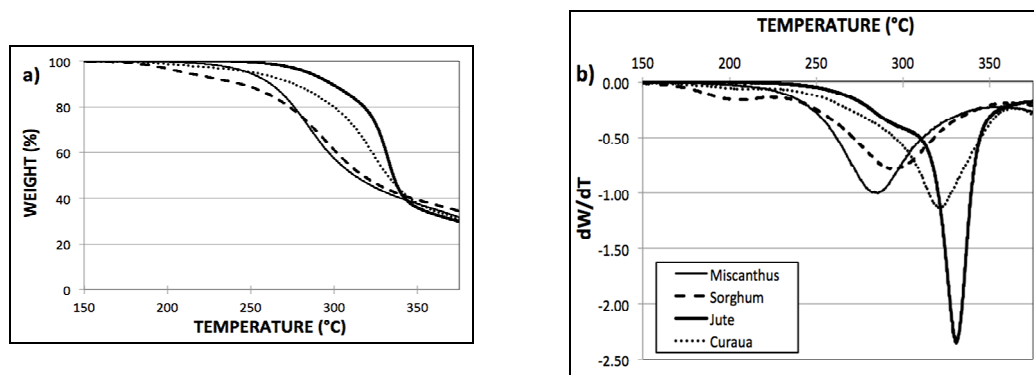 a)
WEIGHT (%)
100
80
60
40
20
0
150 200 250 300 350
TEMPERATURE (°C)
TEMPERATURE (°C)
150 200 250 300 350
b)
dW/dT
0.00
-0.50
-1.00
-1.50
-2.00
-2.50
Miscanthus
Sorghum
Jute
Curaua